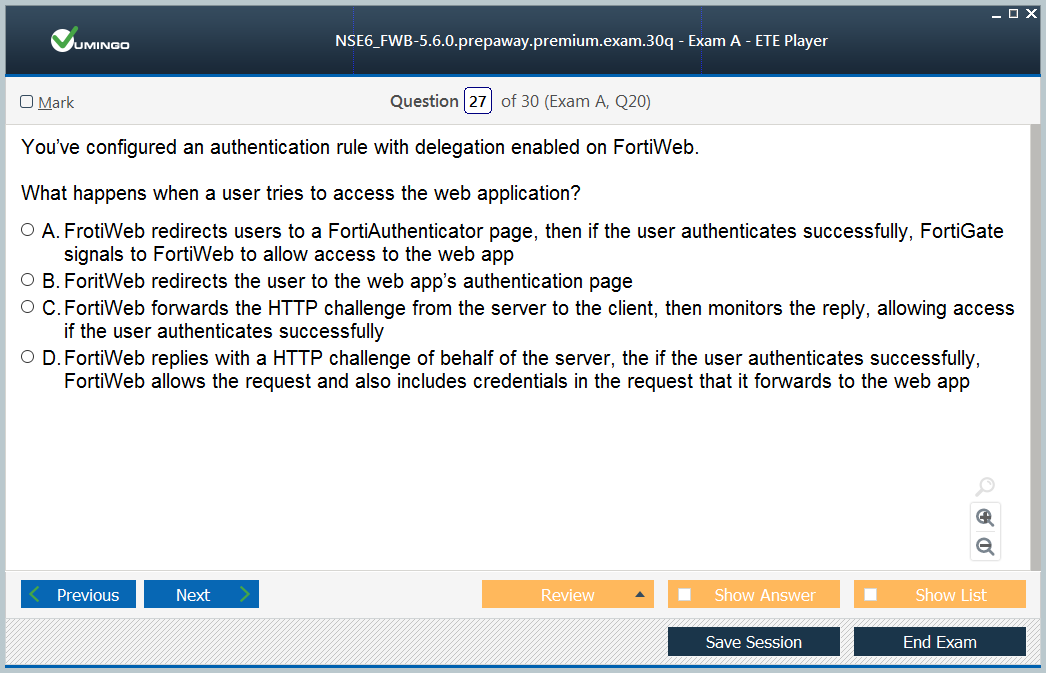 VUMINGO
NSE6_FWB-5.6.0.prepaway.premium.exam.30q - Exam A - ETE Player
Mark
Question 27 of 30 (Exam A, Q20)
You've configured an authentication rule with delegation enabled on FortiWeb.
What happens when a user tries to access the web application?
A. FrotiWeb redirects users to a FortiAuthenticator page, then if the user authenticates successfully, FortiGate
signals to FortiWeb to allow access to the web app
B. ForitWeb redirects the user to the web app's authentication page
C. FortiWeb forwards the HTTP challenge from the server to the client, then monitors the reply, allowing access
if the user authenticates successfully
D. FortiWeb replies with a HTTP challenge of behalf of the server, the if the user authenticates successfully,
FortiWeb allows the request and also includes credentials in the request that it forwards to the web app
Previous Next Review Show Answer Show List
Save Session End Exam